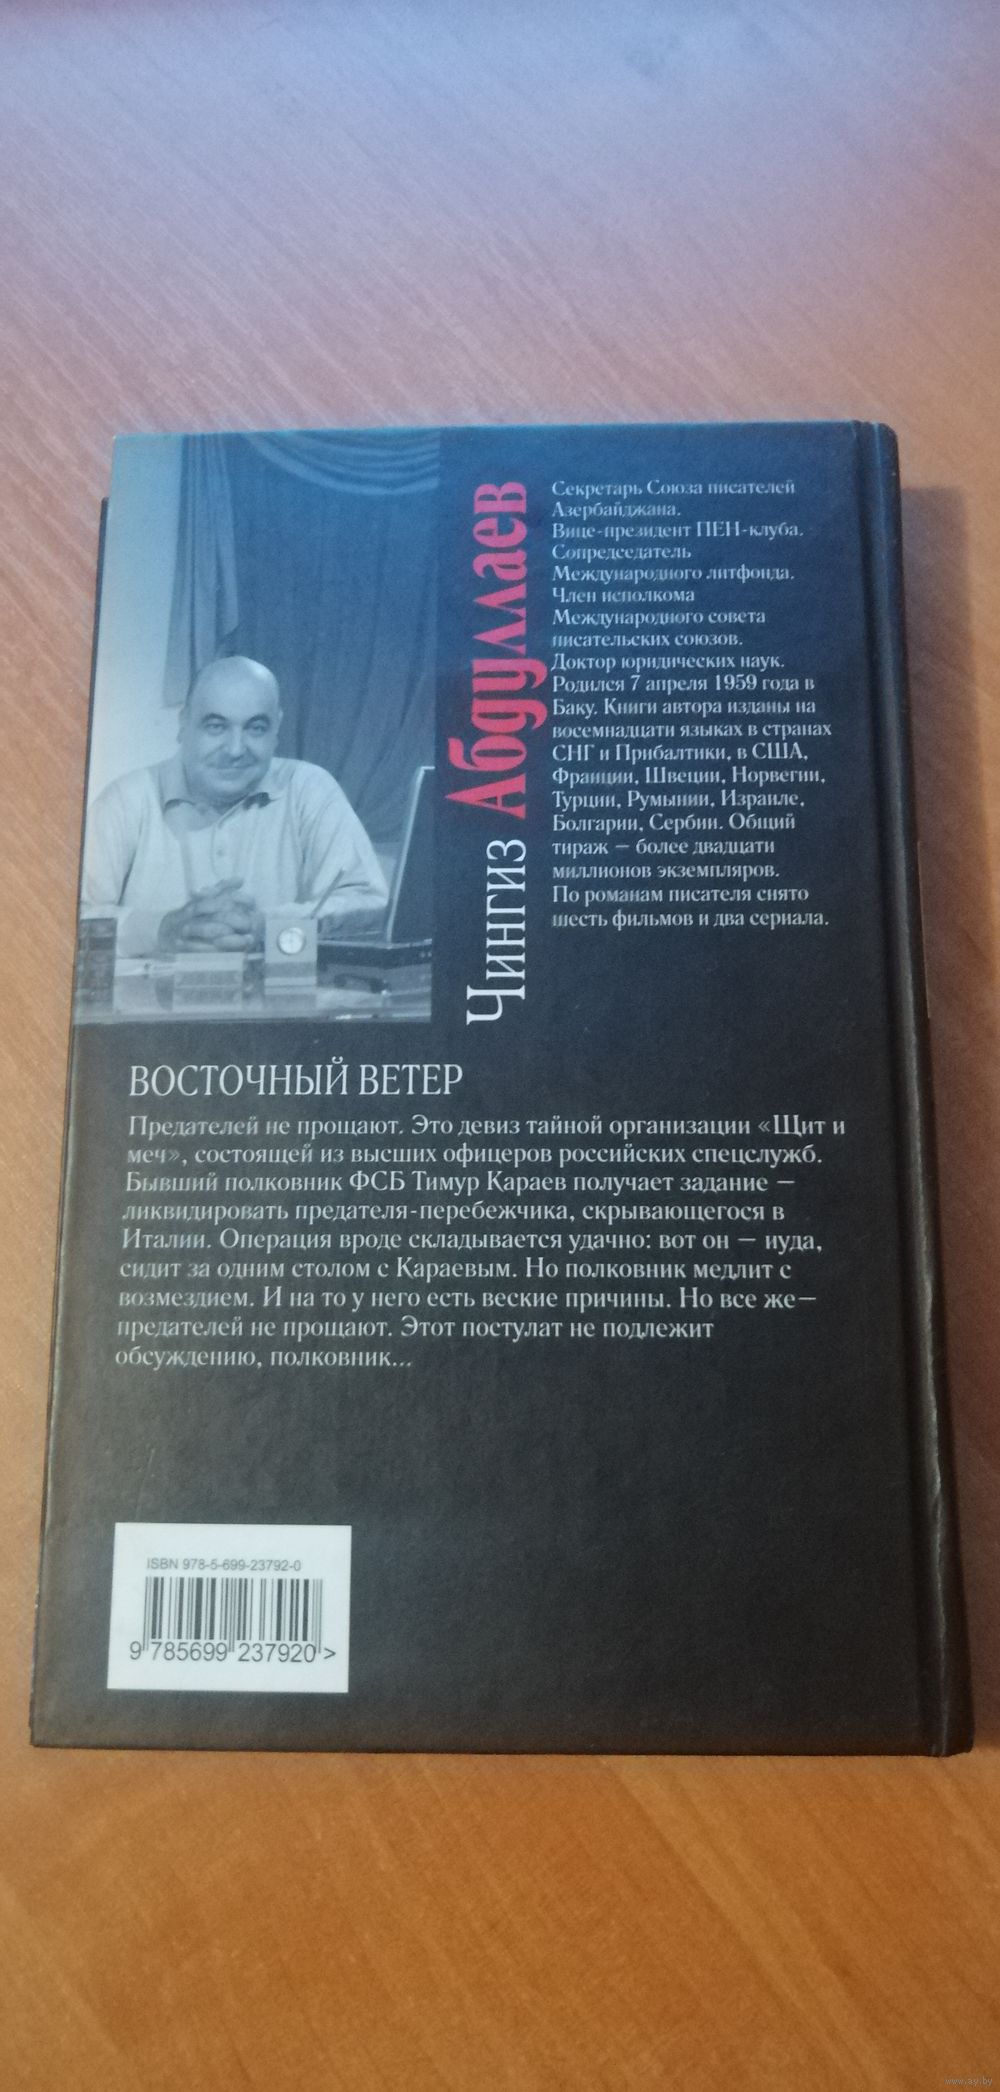 Чингиз Абдуллаев
Секретарь Союза писателей
Азербайджана.
Вице-президент ПЕН-клуба.
Сопредседатель
Международного литфонда.
Член исполкома
Международного совета
писательских союзов.
Доктор юридических наук.
Родился 7 апреля 1959 года в
Баку. Книги автора изданы на
восемнадцати языках в странах
СНГ и Прибалтики, в США,
Франции, Швеции, Норвегии,
Турции, Румынии, Израиле,
Болгарии, Сербии. Общий
тираж — более двадцати
миллионов экземпляров.
По романам писателя снято
шесть фильмов и два сериала.
ВОСТОЧНЫЙ ВЕТЕР
Предателей не прощают. Это девиз тайной организации «Щит и
меч», состоящей из высших офицеров российских спецслужб.
Бывший полковник ФСБ Тимур Караев получает задание —
ликвидировать предателя-перебежчика, скрывающегося в
Италии. Операция вроде складывается удачно: вот он — иуда,
сидит за одним столом с Караевым. Но полковник медлит с
возмездием. И на то у него есть веские причины. Но все же—
предателей не прощают. Этот постулат не подлежит
обсуждению, полковник...
ISBN 978-5-699-23792-0
9 785699 237920 >
www.ay.by